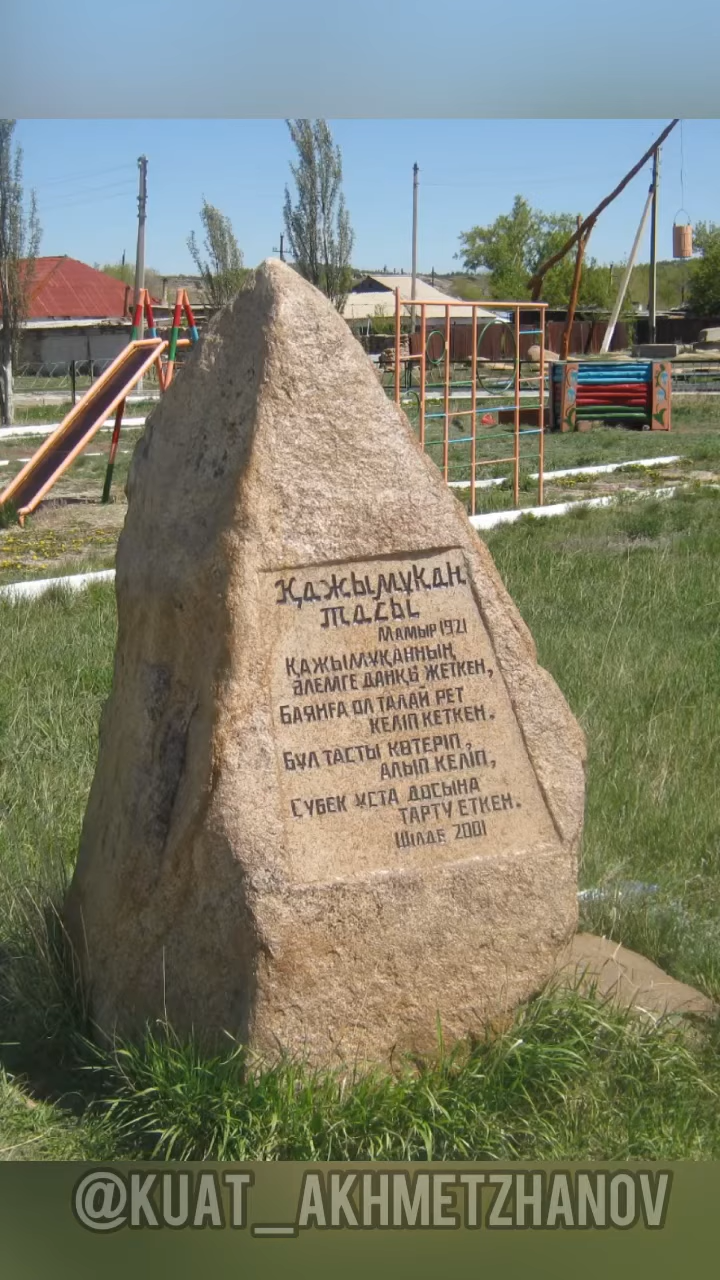 Қажымұқан
тасы
Мамыр 1921
Қажымұқанның
әлемге даңқы жеткен,
Баянға ол талай рет
келіп кеткен.
Бұл тасты көтеріп,
алып келіп,
Сүбек ұста досына
тарту еткен.
Шілде 2001
@KUAT_AKHMETZHANOV